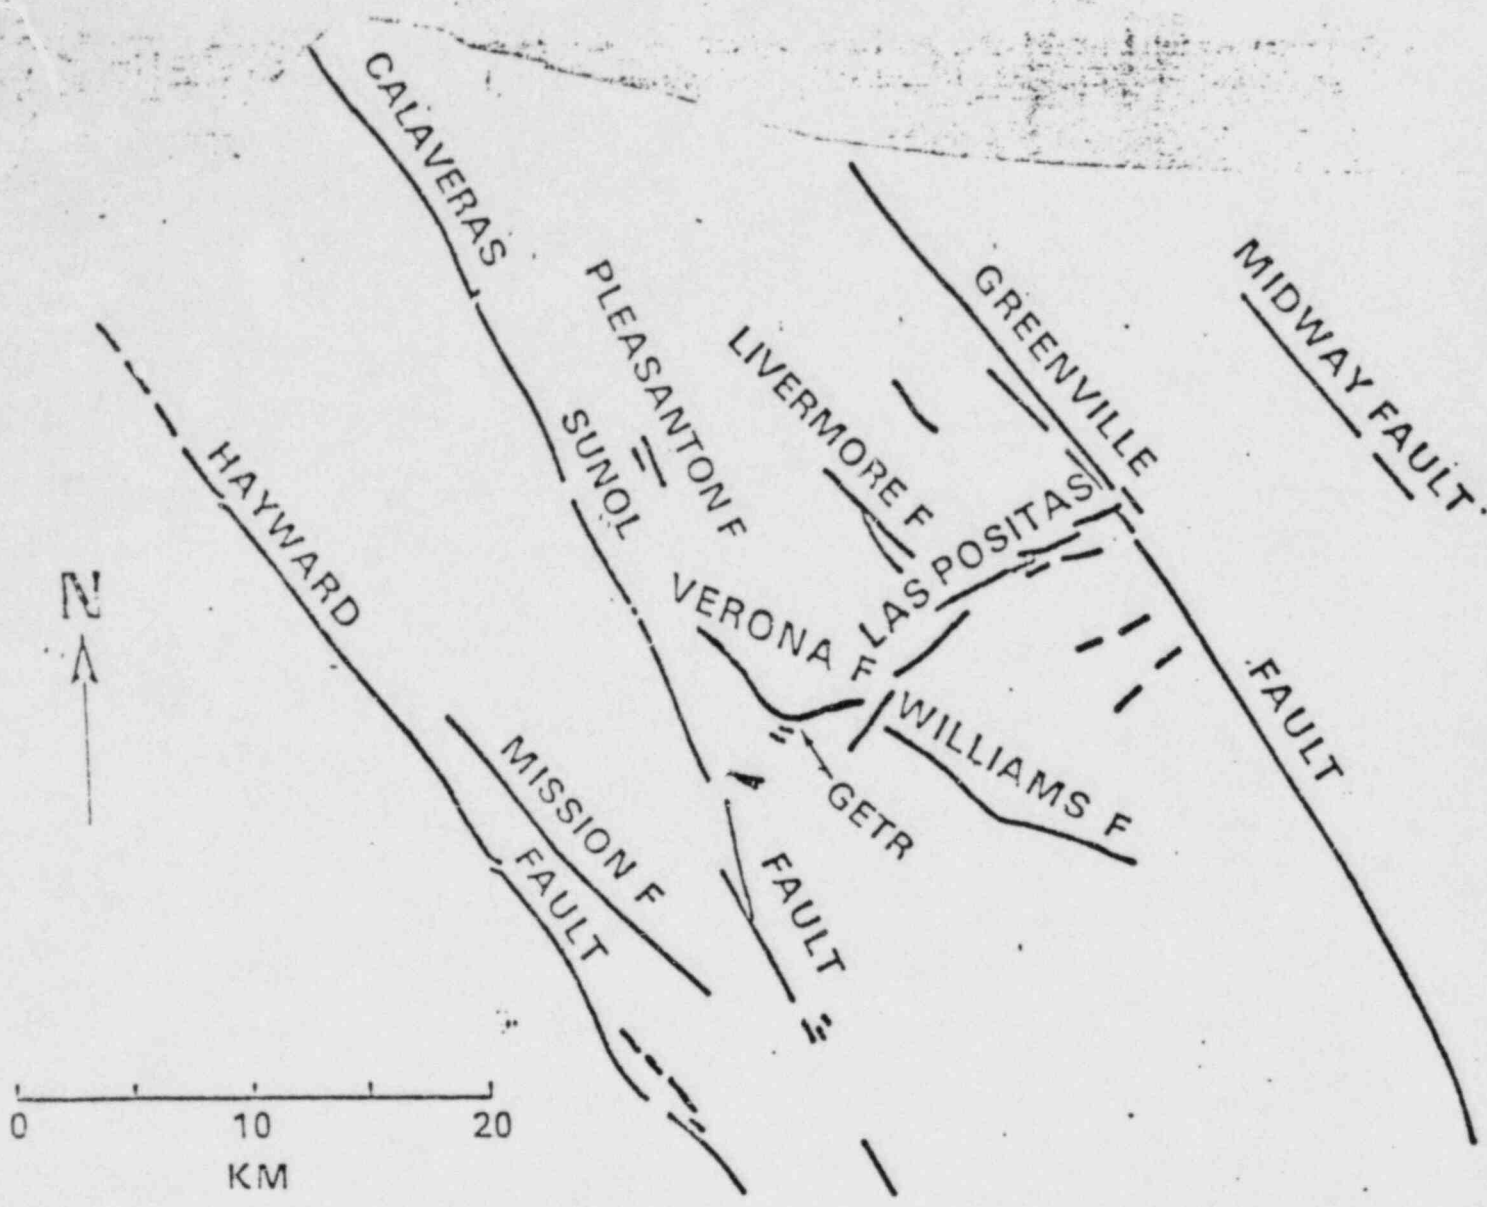 CALAVERAS
PLEASANTON F
SUNOL
LIVERMORE F
GREENVILLE
MIDWAY FAULT
HAYWARD
LAS POSITAS
VERONA F
N
WILLIAMS F
FAULT
GETR
MISSION F
FAULT
FAULT
0 10 20
KM